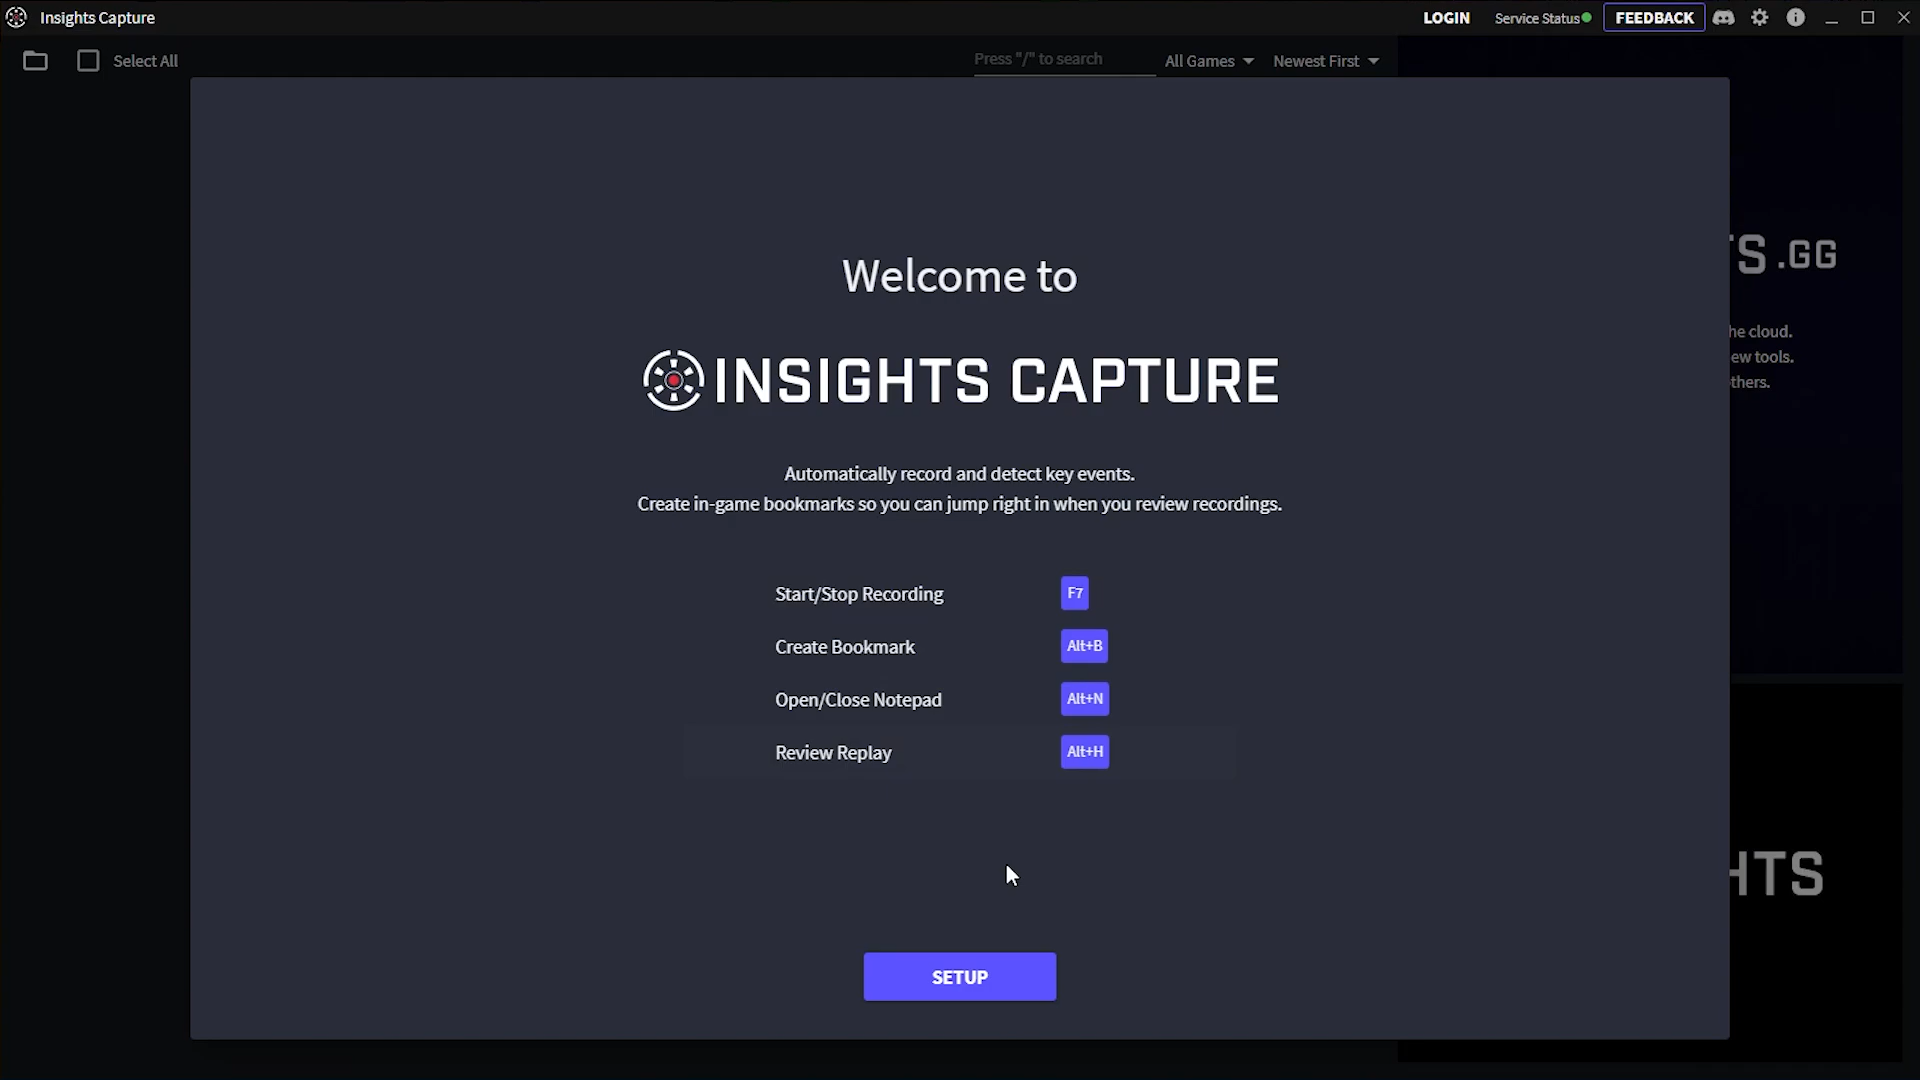 Insights Capture
LOGIN
Service Status
FEEDBACK
Select All
Press "/" to search
All Games
Newest First
Welcome to
INSIGHTS CAPTURE
Automatically record and detect key events.
Create in-game bookmarks so you can jump right in when you review recordings.
Start/Stop Recording F7
Create Bookmark Alt+B
Open/Close Notepad Alt+N
Review Replay Alt+H
SETUP
S .GG
he cloud.
ew tools.
thers.
HTS